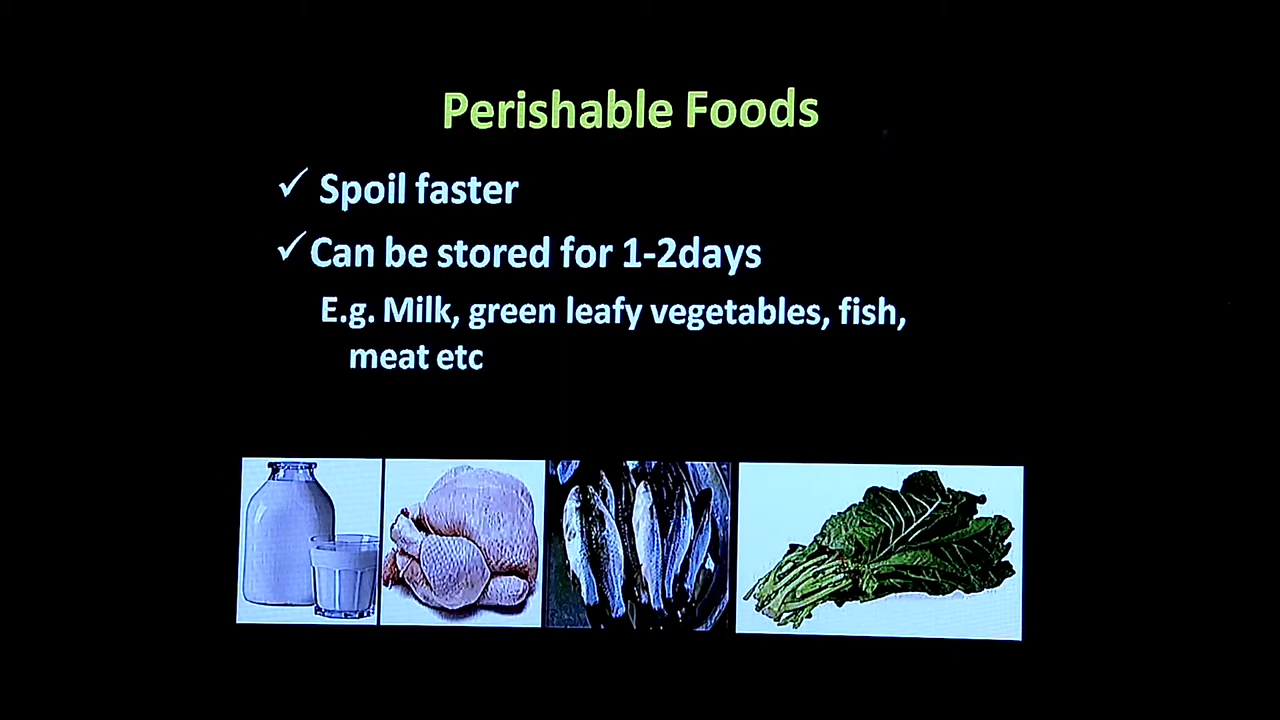 Perishable Foods
✓ Spoil faster
✓ Can be stored for 1-2days
E.g. Milk, green leafy vegetables, fish,
meat etc